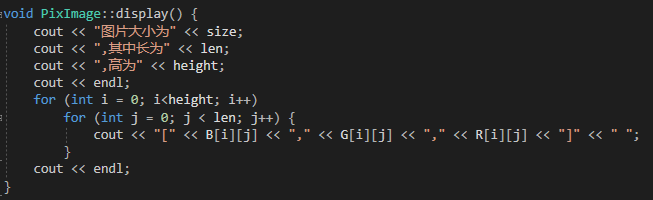 void PixImage::display() {
    cout << "图片大小为" << size;
    cout << ",其中长为" << len;
    cout << ",高为" << height;
    cout << endl;
    for (int i = 0; i<height; i++)
        for (int j = 0; j < len; j++) {
            cout << "[" << B[i][j] << "," << G[i][j] << "," << R[i][j] << "]" << " ";
        }
    cout << endl;
}